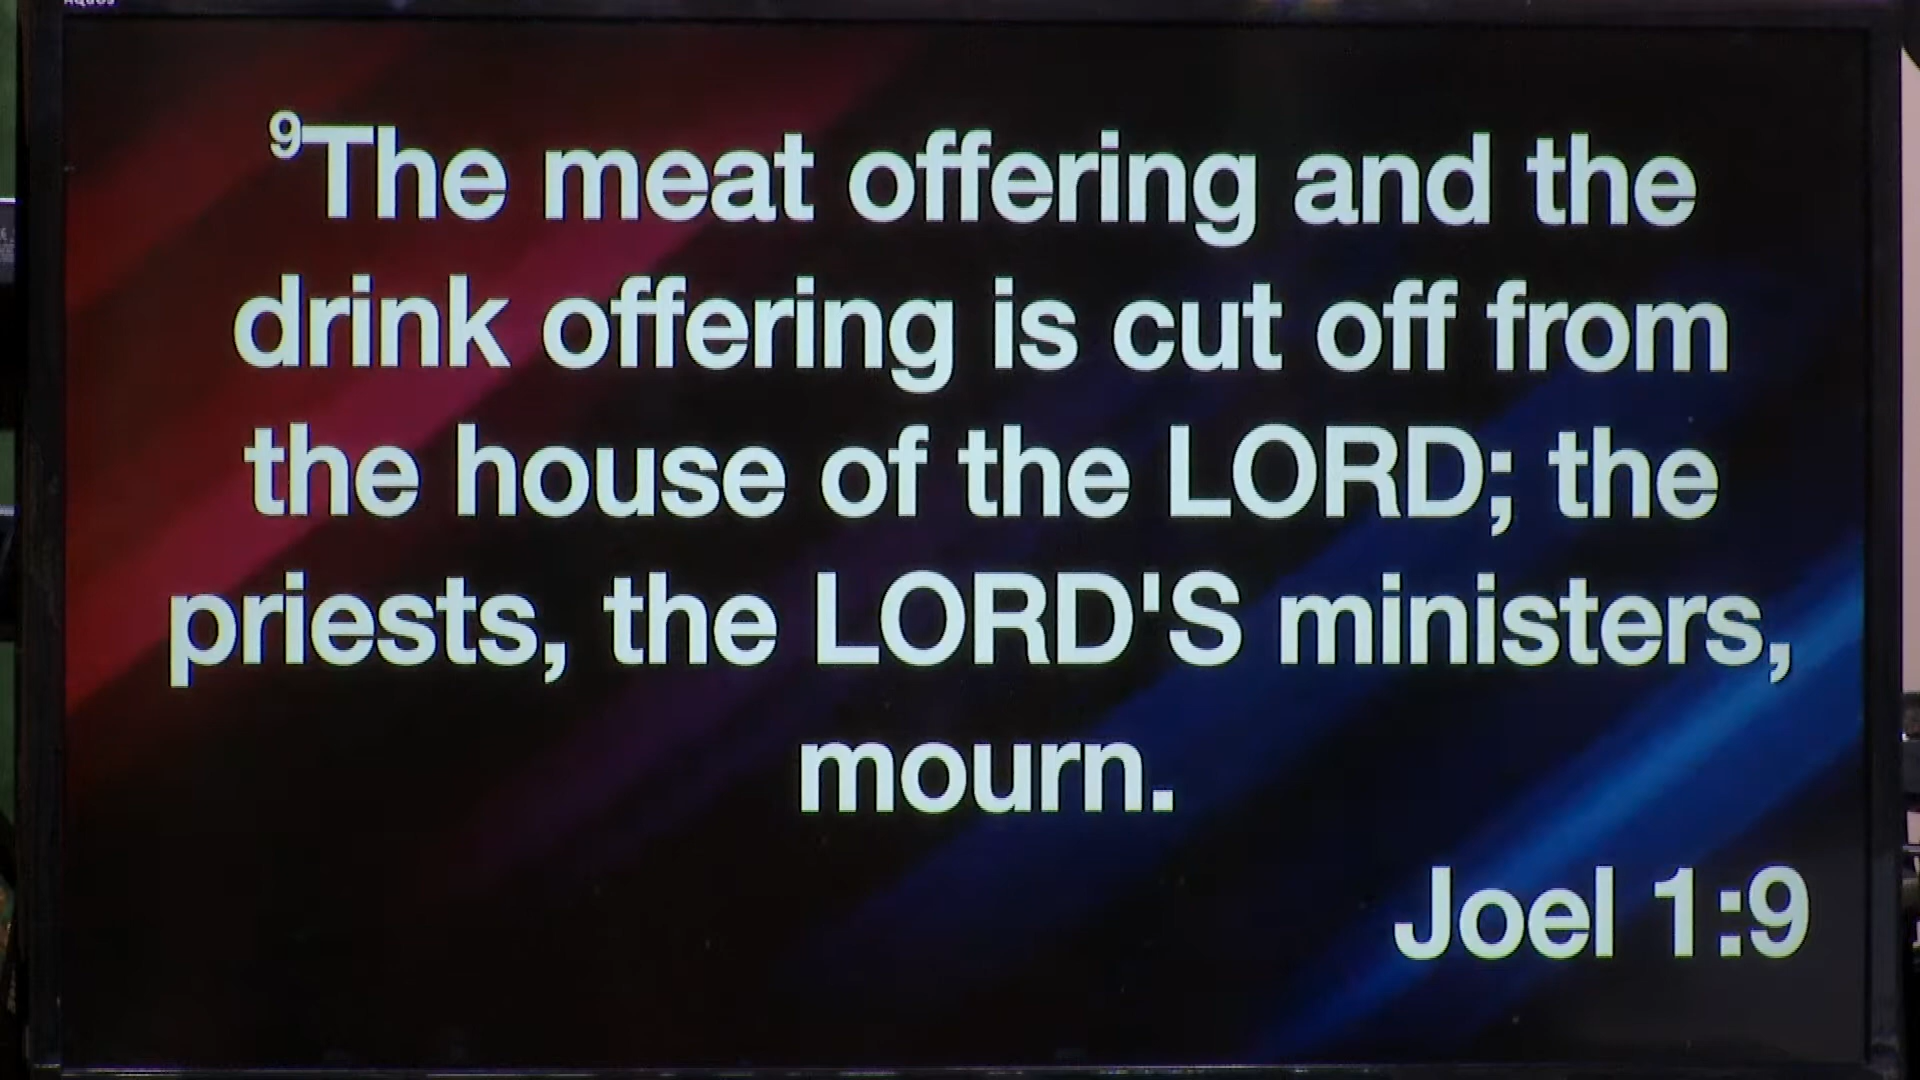 AQUOS
⁹The meat offering and the
drink offering is cut off from
the house of the LORD; the
priests, the LORD'S ministers,
mourn.
Joel 1:9